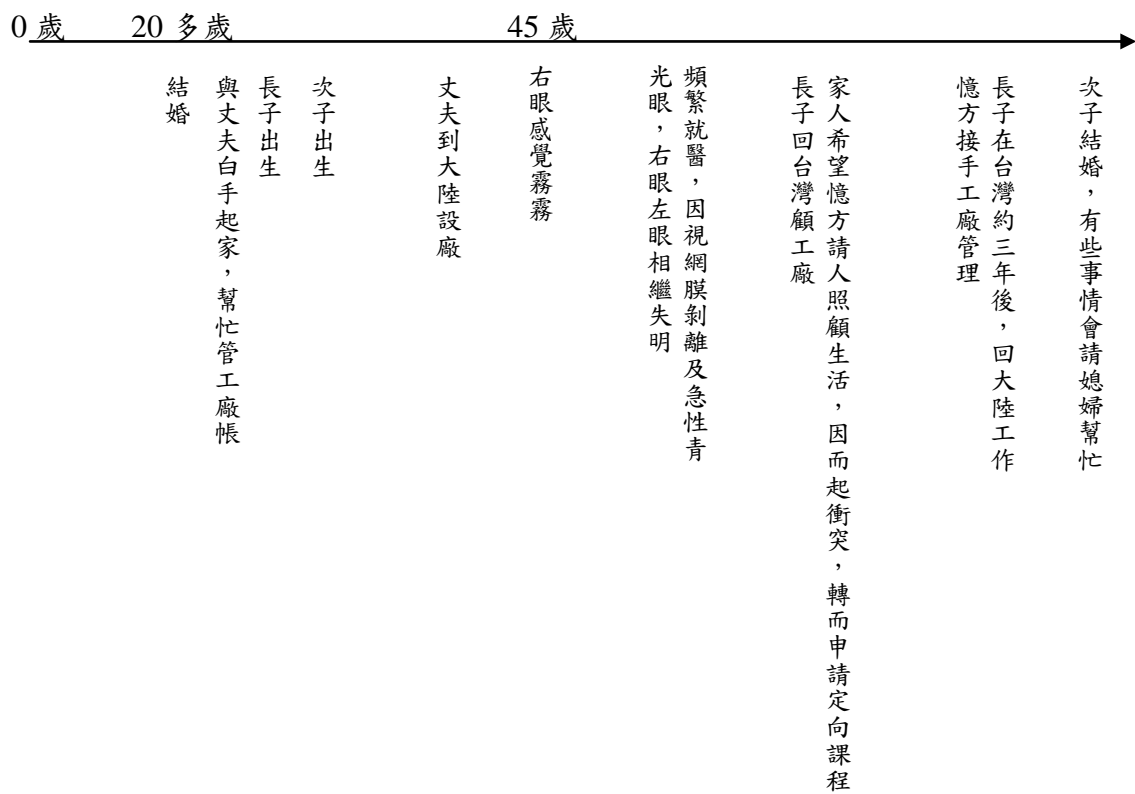 0 歲
20 多歲
45 歲
結婚
與丈夫白手起家，幫忙管工廠帳
長子出生
次子出生
丈夫到大陸設廠
右眼感覺霧霧
頻繁就醫，因視網膜剝離及急性青
光眼，右眼左眼相繼失明
家人希望憶方請人照顧生活，因而起衝突，轉而申請定向課程
長子回台灣顧工廠
長子在台灣約三年後，回大陸工作
憶方接手工廠管理
次子結婚，有些事情會請媳婦幫忙